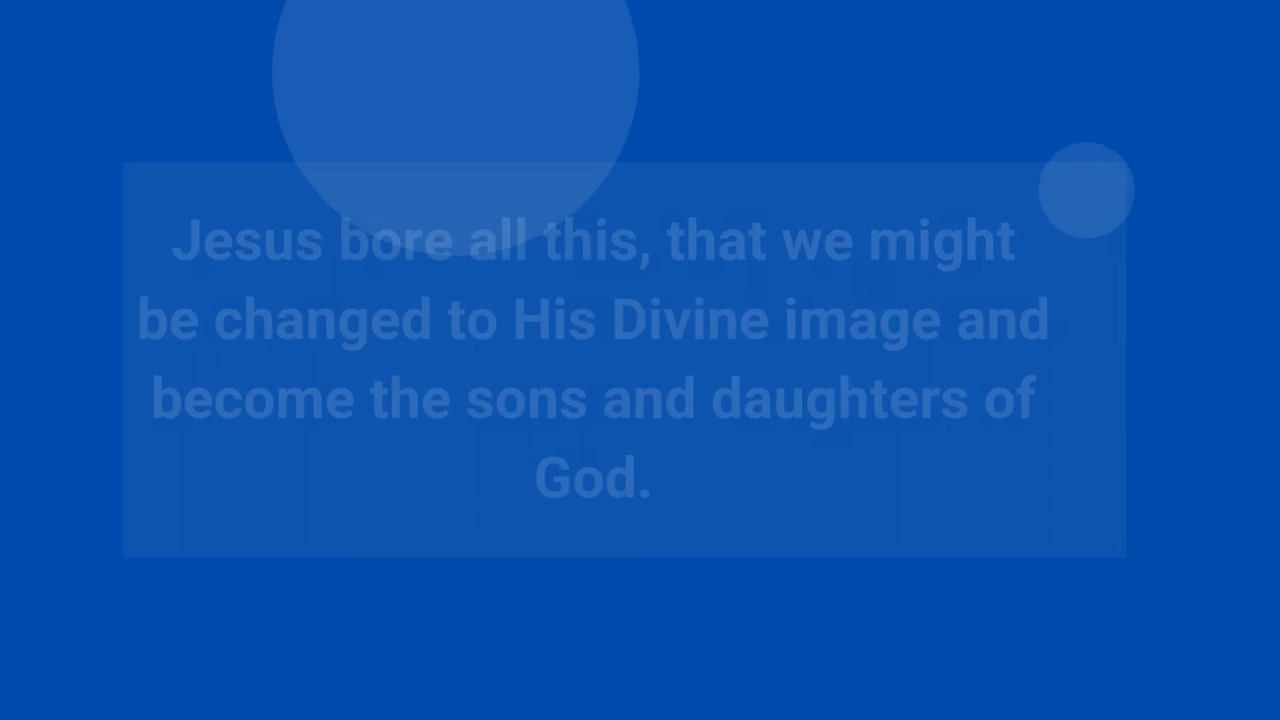 Jesus bore all this, that we might
be changed to His Divine image and
become the sons and daughters of
God.